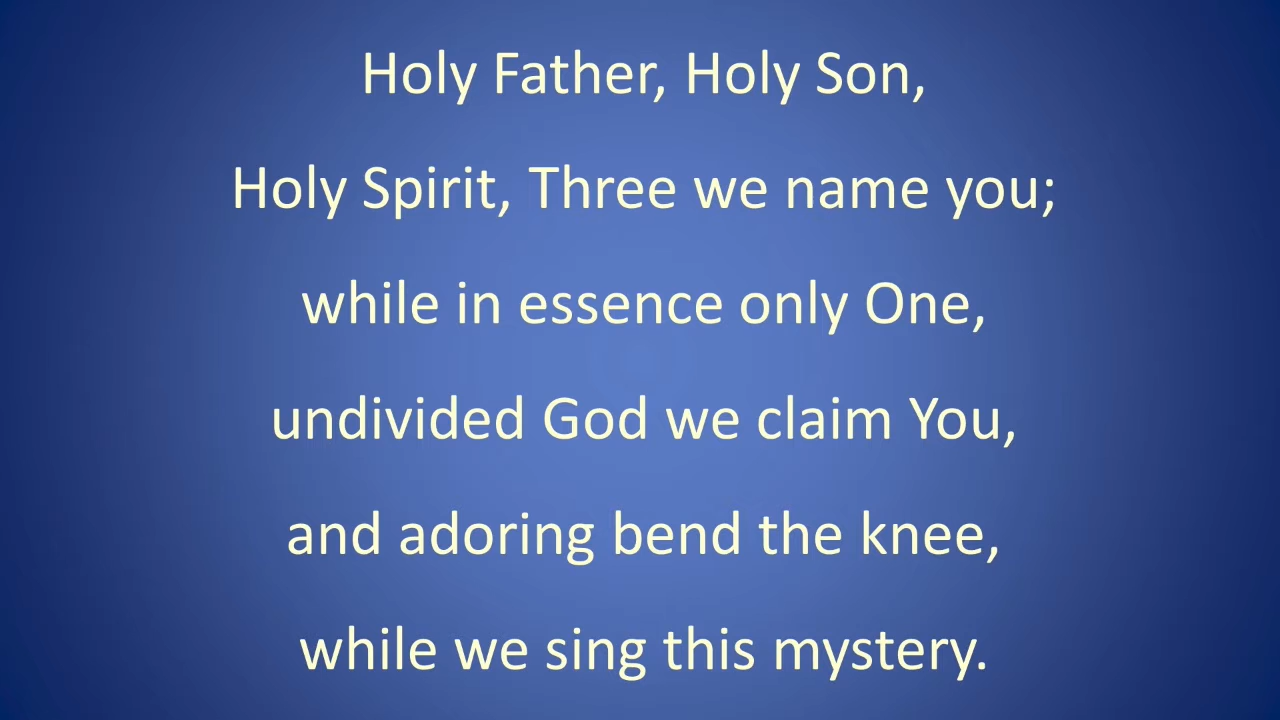 Holy Father, Holy Son,
Holy Spirit, Three we name you;
while in essence only One,
undivided God we claim You,
and adoring bend the knee,
while we sing this mystery.